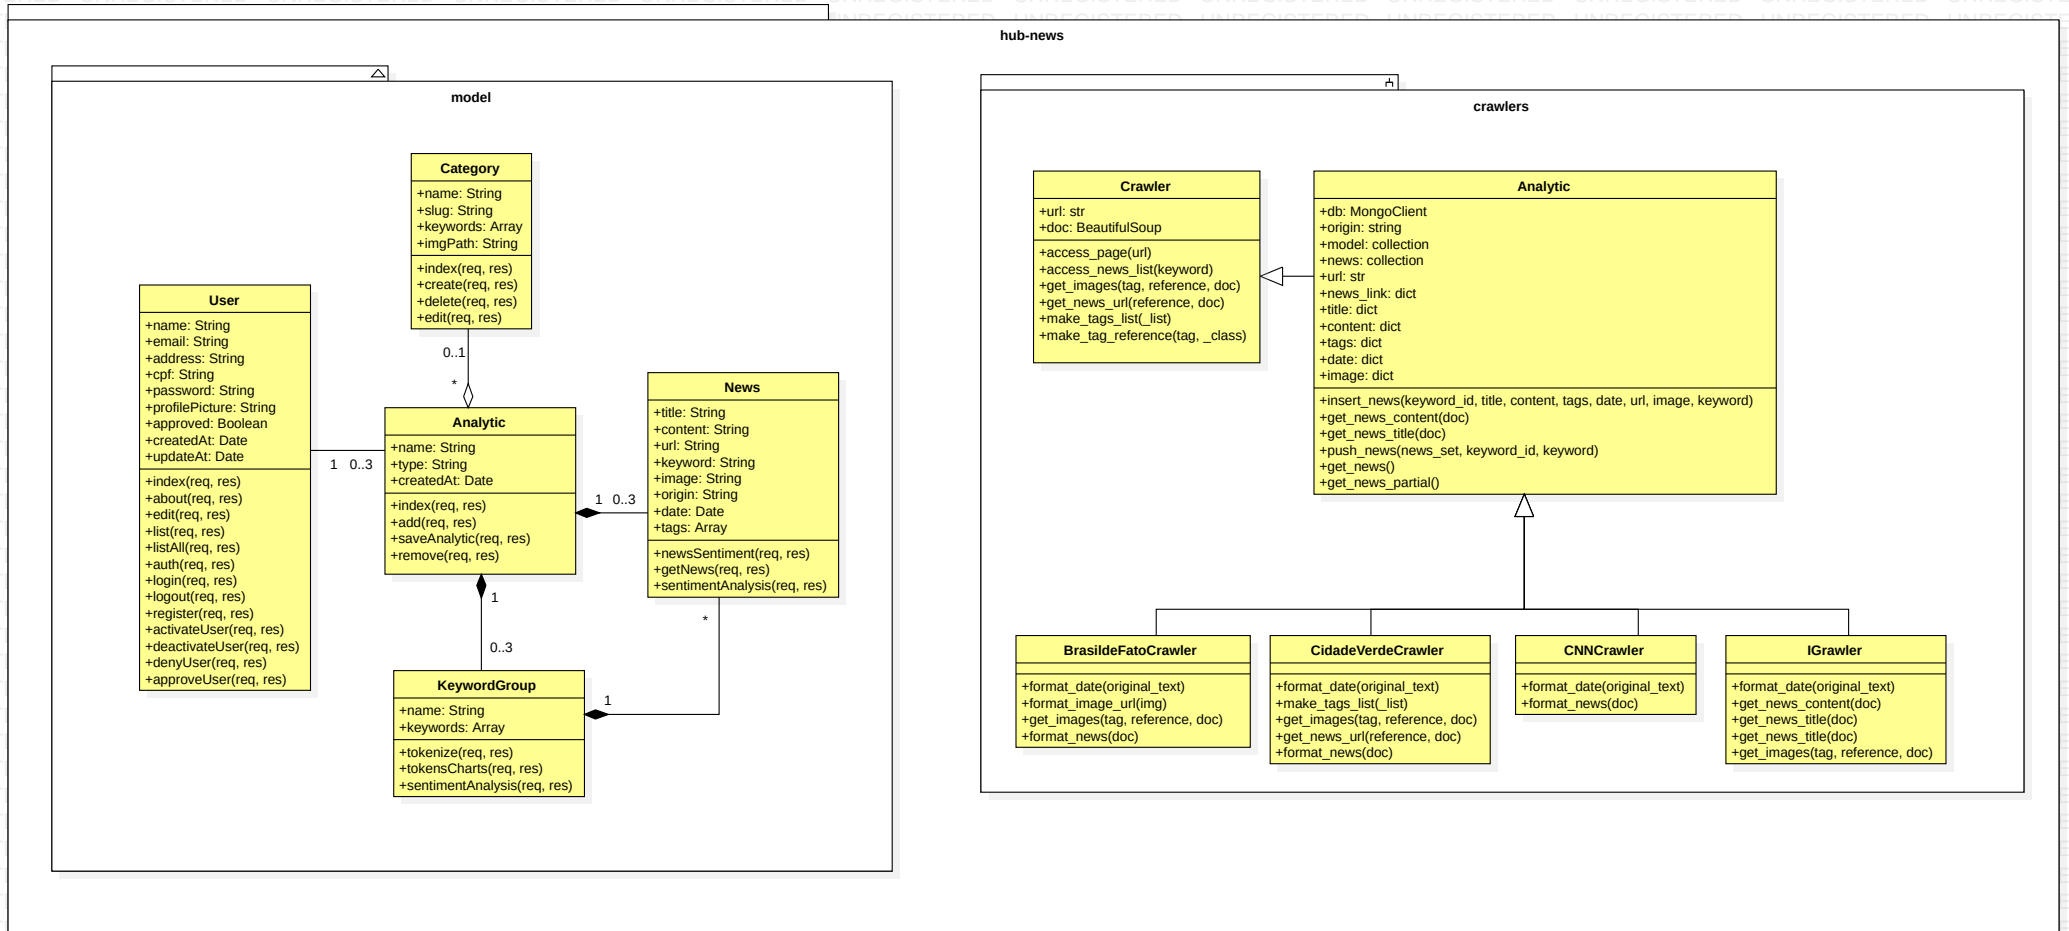 hub-news
model
Category
+name: String
+slug: String
+keywords: Array
+imgPath: String
+index(req, res)
+create(req, res)
+delete(req, res)
+edit(req, res)
0..1
*
User
+name: String
+email: String
+address: String
+cpf: String
+password: String
+profilePicture: String
+approved: Boolean
+createdAt: Date
+updateAt: Date
+index(req, res)
+about(req, res)
+edit(req, res)
+list(req, res)
+listAll(req, res)
+auth(req, res)
+login(req, res)
+logout(req, res)
+register(req, res)
+activateUser(req, res)
+deactivateUser(req, res)
+denyUser(req, res)
+approveUser(req, res)
1 0..3
Analytic
+name: String
+type: String
+createdAt: Date
+index(req, res)
+add(req, res)
+saveAnalytic(req, res)
+remove(req, res)
1 0..3
News
+title: String
+content: String
+url: String
+keyword: String
+image: String
+origin: String
+date: Date
+tags: Array
+newsSentiment(req, res)
+getNews(req, res)
+sentimentAnalysis(req, res)
1
0..3
*
1
KeywordGroup
+name: String
+keywords: Array
+tokenize(req, res)
+tokensCharts(req, res)
+sentimentAnalysis(req, res)
crawlers
Crawler
+url: str
+doc: BeautifulSoup
+access_page(url)
+access_news_list(keyword)
+get_images(tag, reference, doc)
+get_news_url(reference, doc)
+make_tags_list(_list)
+make_tag_reference(tag, _class)
Analytic
+db: MongoClient
+origin: string
+model: collection
+news: collection
+url: str
+news_link: dict
+title: dict
+content: dict
+tags: dict
+date: dict
+image: dict
+insert_news(keyword_id, title, content, tags, date, url, image, keyword)
+get_news_content(doc)
+get_news_title(doc)
+push_news(news_set, keyword_id, keyword)
+get_news()
+get_news_partial()
BrasildeFatoCrawler
+format_date(original_text)
+format_image_url(img)
+get_images(tag, reference, doc)
+format_news(doc)
CidadeVerdeCrawler
+format_date(original_text)
+make_tags_list(_list)
+get_images(tag, reference, doc)
+get_news_url(reference, doc)
+format_news(doc)
CNNCrawler
+format_date(original_text)
+format_news(doc)
IGrawler
+format_date(original_text)
+get_news_content(doc)
+get_news_title(doc)
+get_news_title(doc)
+get_images(tag, reference, doc)